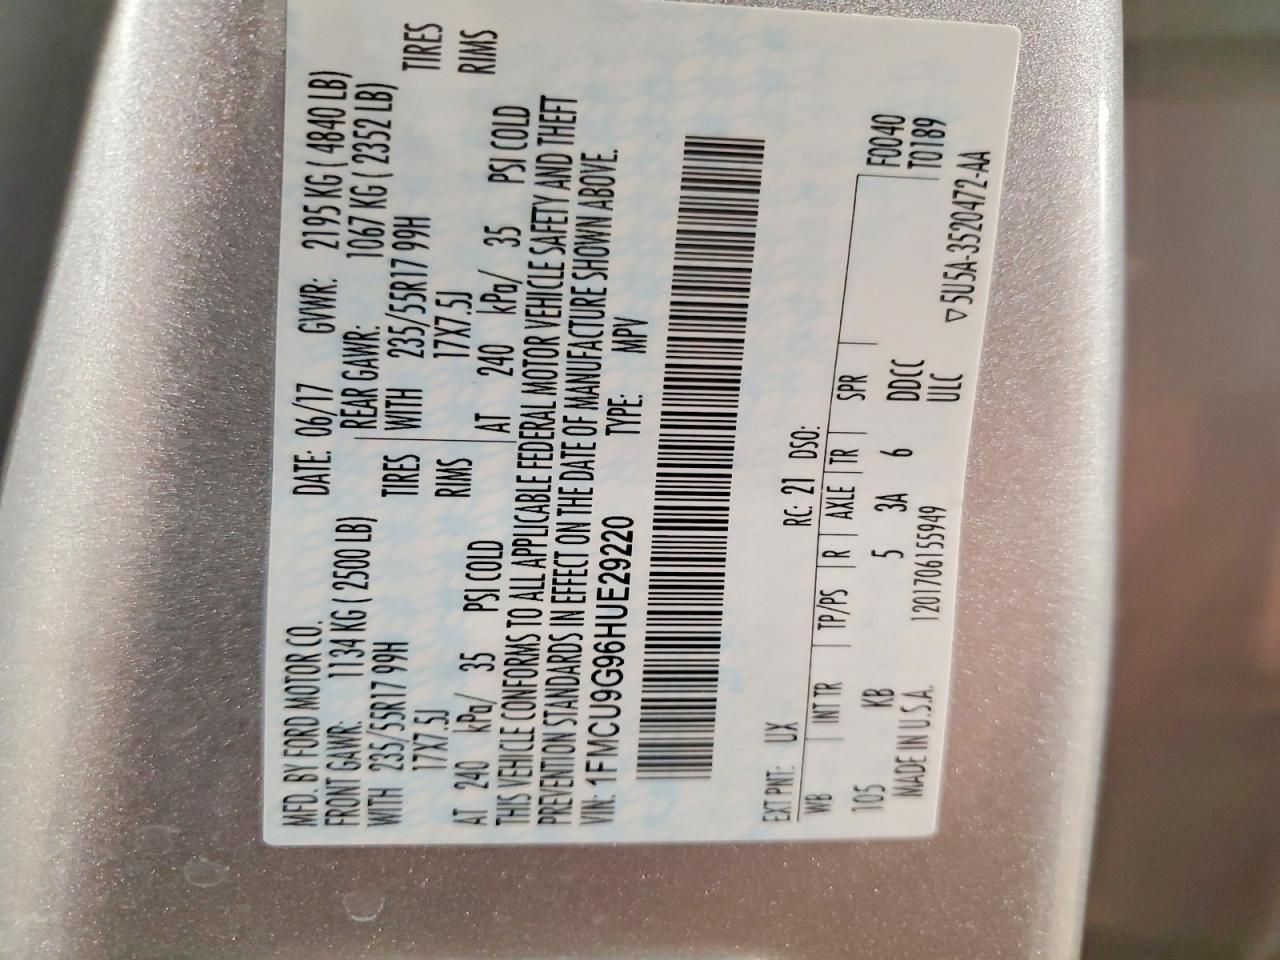 MFD. BY FORD MOTOR CO.
DATE: 06/17 GVWR: 2195 KG ( 4840 LB)
FRONT GAWR: 1134 KG ( 2500 LB) REAR GAWR: 1067 KG ( 2352 LB)
WITH 235/55R17 99H TIRES WITH 235/55R17 99H TIRES
17X7.5J RIMS 17X7.5J RIMS
AT 240 kPa/ 35 PSI COLD AT 240 kPa/ 35 PSI COLD
THIS VEHICLE CONFORMS TO ALL APPLICABLE FEDERAL MOTOR VEHICLE SAFETY AND THEFT
PREVENTION STANDARDS IN EFFECT ON THE DATE OF MANUFACTURE SHOWN ABOVE.
VIN: 1FMCU9G96HUE29220 TYPE: MPV
EXT PNT: UX RC: 21 DSO:
WB INT TR TP/PS R AXLE TR SPR F0040
T0189
105 KB 5 3A 6 DDCC
ULC
MADE IN U.S.A. 1201706155949 ▽5U5A-3520472-AA